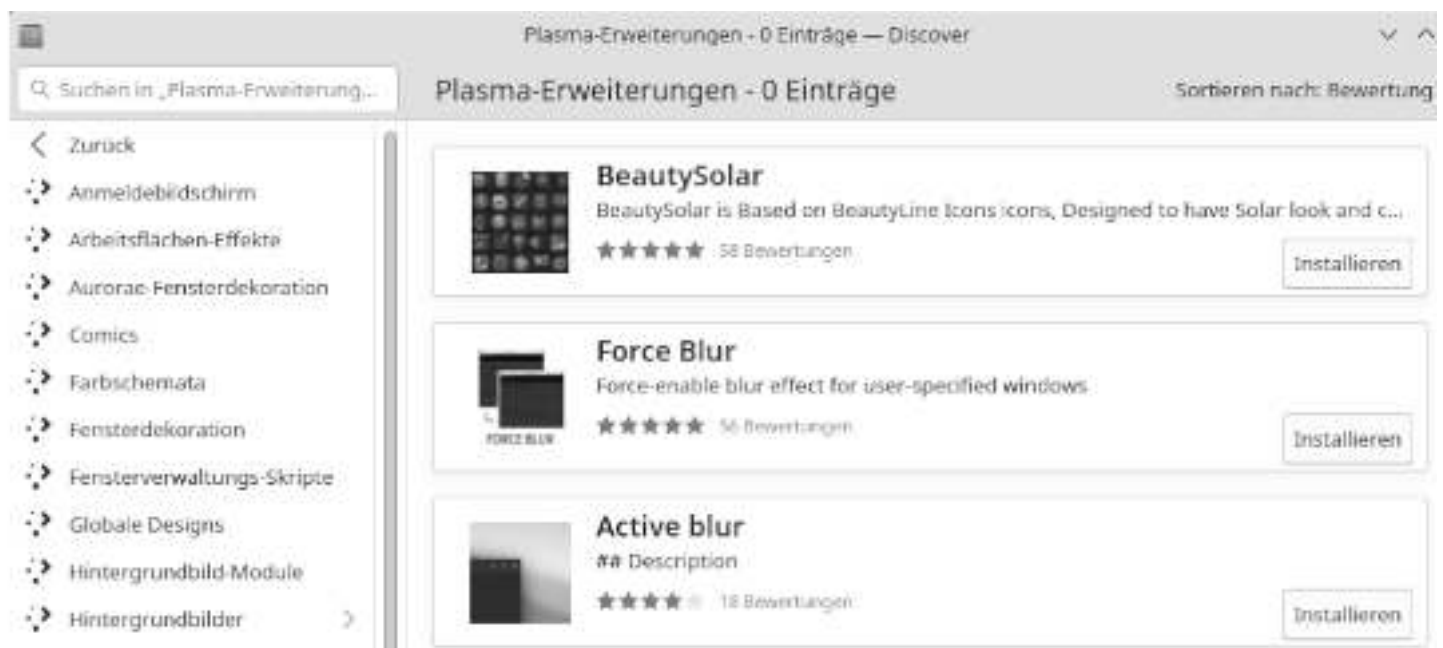 Plasma-Erweiterungen - 0 Einträge — Discover
Suchen in „Plasma-Erweiterung...
Plasma-Erweiterungen - 0 Einträge
Sortieren nach: Bewertung
Zurück
Anmeldebildschirm
Arbeitsflächen-Effekte
Aurorae-Fensterdekoration
Comics
Farbschemata
Fensterdekoration
Fensterverwaltungs-Skripte
Globale Designs
Hintergrundbild-Module
Hintergrundbilder
BeautySolar
BeautySolar is Based on BeautyLine Icons icons, Designed to have Solar look and c...
58 Bewertungen
Installieren
Force Blur
Force-enable blur effect for user-specified windows
FORCE BLUR
56 Bewertungen
Installieren
Active blur
## Description
18 Bewertungen
Installieren